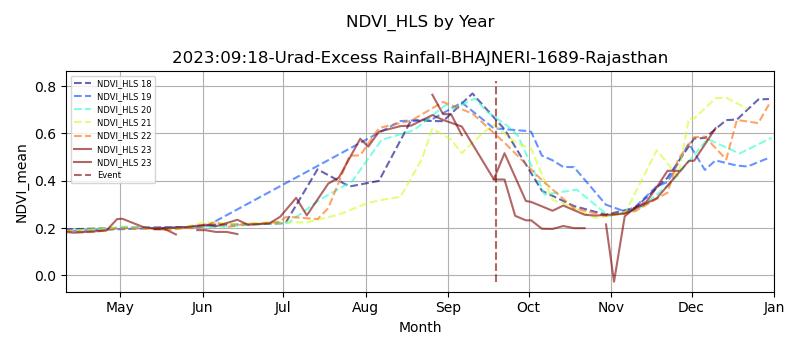 NDVI_HLS by Year
2023:09:18-Urad-Excess Rainfall-BHAJNERI-1689-Rajasthan
NDVI_HLS 18
NDVI_HLS 19
NDVI_HLS 20
NDVI_HLS 21
NDVI_HLS 22
NDVI_HLS 23
NDVI_HLS 23
Event
NDVI_mean
0.8
0.6
0.4
0.2
0.0
May Jun Jul Aug Sep Oct Nov Dec Jan
Month